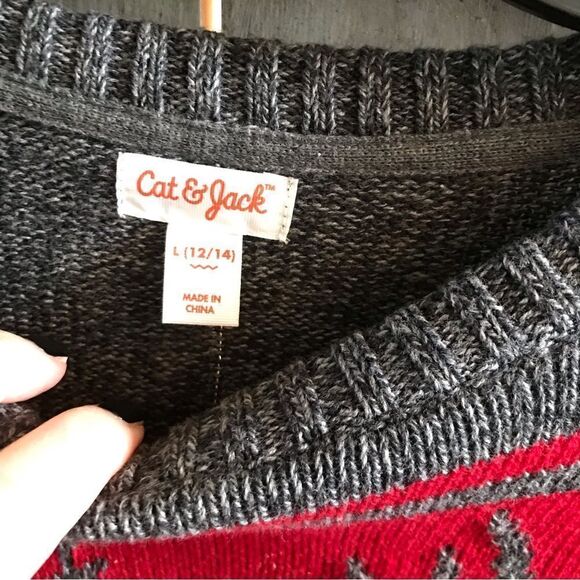 Cat & Jack™
L (12/14)
MADE IN
CHINA